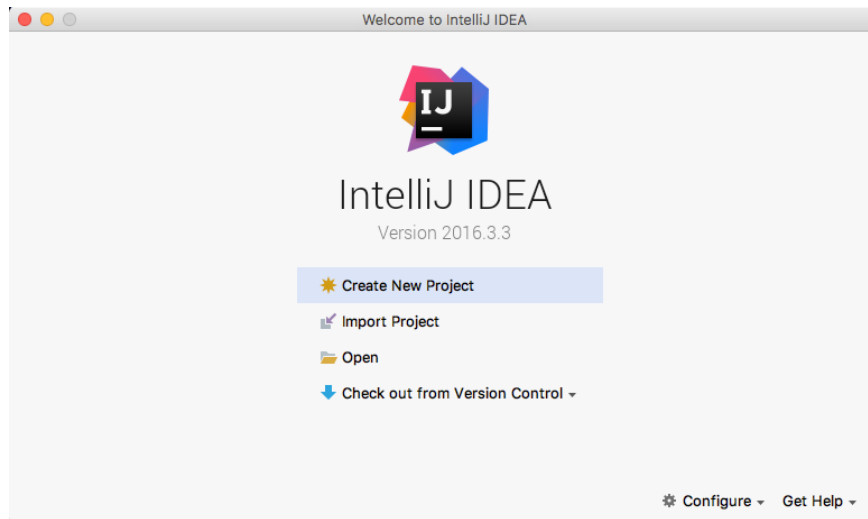 Welcome to IntelliJ IDEA
IJ
IntelliJ IDEA
Version 2016.3.3
Create New Project
Import Project
Open
Check out from Version Control
Configure Get Help